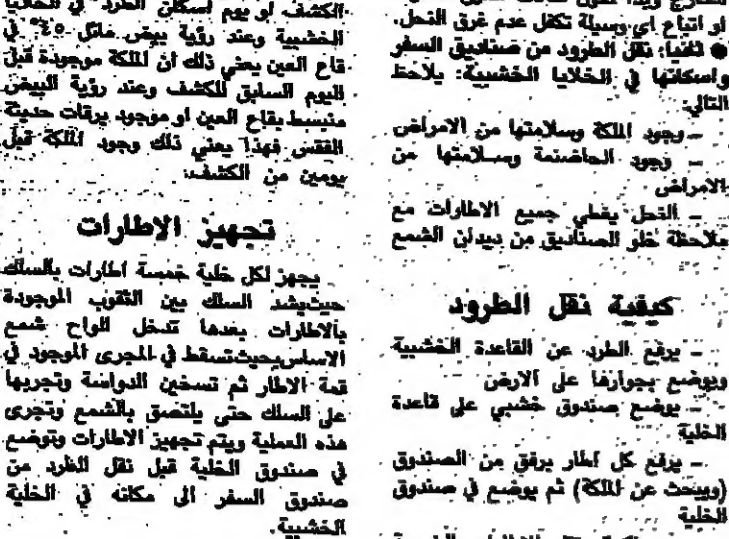 او اتباع اي وسيلة تكفل عدم غرق النحل.
● ثانيا: نقل الطرود من صناديق السفر
واسكانها في الخلايا الخشبية: يلاحظ
التالي:
ـ وجود الملكة وسلامتها من الامراض
ـ وجود الحاضنة وسلامتها من
الامراض
ـ النحل يغطي جميع الاطارات مع
ملاحظة خلو الصناديق من ديدان الشمع
كيفية نقل الطرود
ـ يرفع الطرد عن القاعدة الخشبية
ويوضع بجوارها على الارض
ـ يوضع صندوق خشبي على قاعدة
الخلية
ـ يرفع كل اطار برفق من الصندوق
(ويبحث عن الملكة) ثم يوضع في صندوق
الخلية
الكشف او يوم اسكان الطرد في الخلايا
الخشبية وعند رؤية بيض مائل ٤٥° في
قاع العين يعني ذلك أن الملكة موجودة قبل
اليوم السابق للكشف وعند رؤية البيض
منبسط بقاع العين او موجود يرقات حديثة
الفقس فهذا يعني ذلك وجود الملكة قبل
يومين من الكشف.
تجهيز الاطارات
يجهز لكل خلية خمسة اطارات بالسلك
حيث يشد السلك بين الثقوب الموجودة
بالاطارات بعدها تدخل الواح شمع
الاساس بحيث تسقط في المجرى الموجود في
قمة الاطار ثم تسخين الدواسة وتجريها
على السلك حتى يلتصق بالشمع وتجرى
هذه العملية ويتم تجهيز الاطارات وتوضع
في صندوق الخلية قبل نقل الطرد من
صندوق السفر الى مكانه في الخلية
الخشبية.